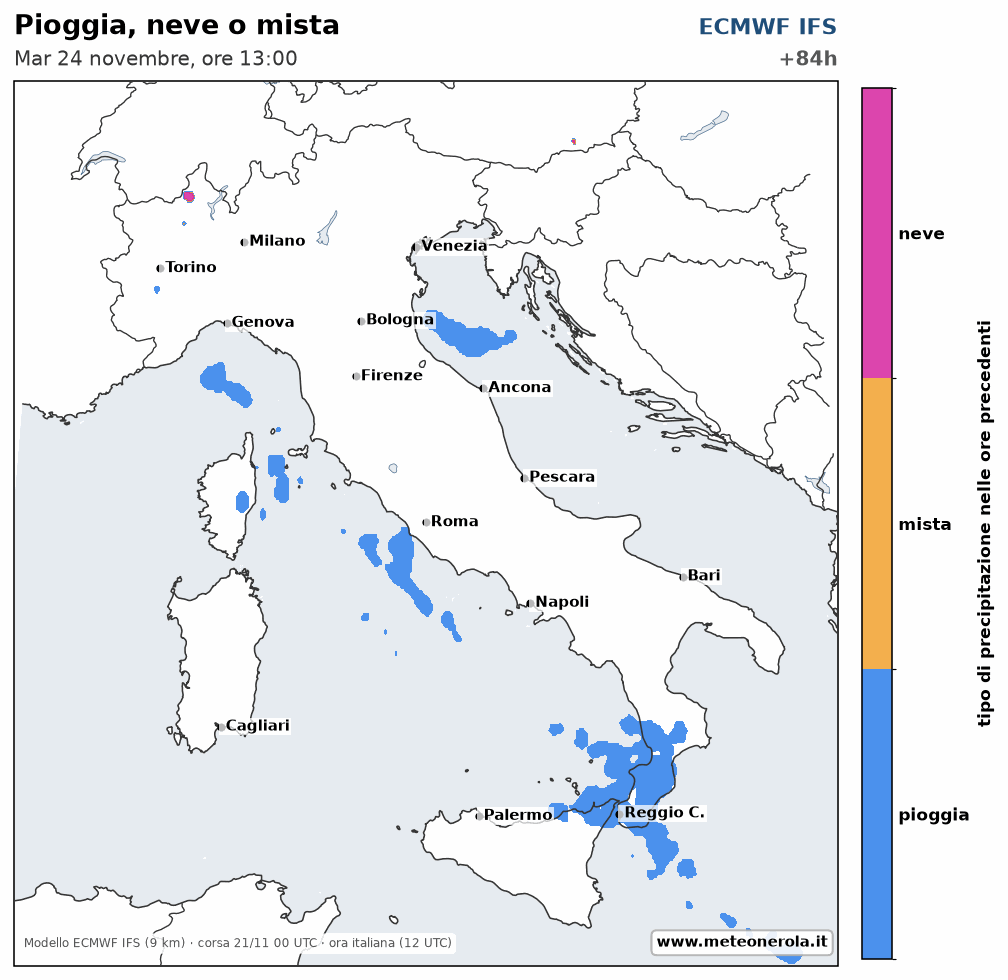 Pioggia, neve o mista
ECMWF IFS
Mar 24 novembre, ore 13:00
+84h
Milano
Venezia
Torino
Genova
Bologna
Firenze
Ancona
Pescara
Roma
Bari
Napoli
Cagliari
Palermo
Reggio C.
neve
mista
pioggia
tipo di precipitazione nelle ore precedenti
Modello ECMWF IFS (9 km) · corsa 21/11 00 UTC · ora italiana (12 UTC)
www.meteonerola.it